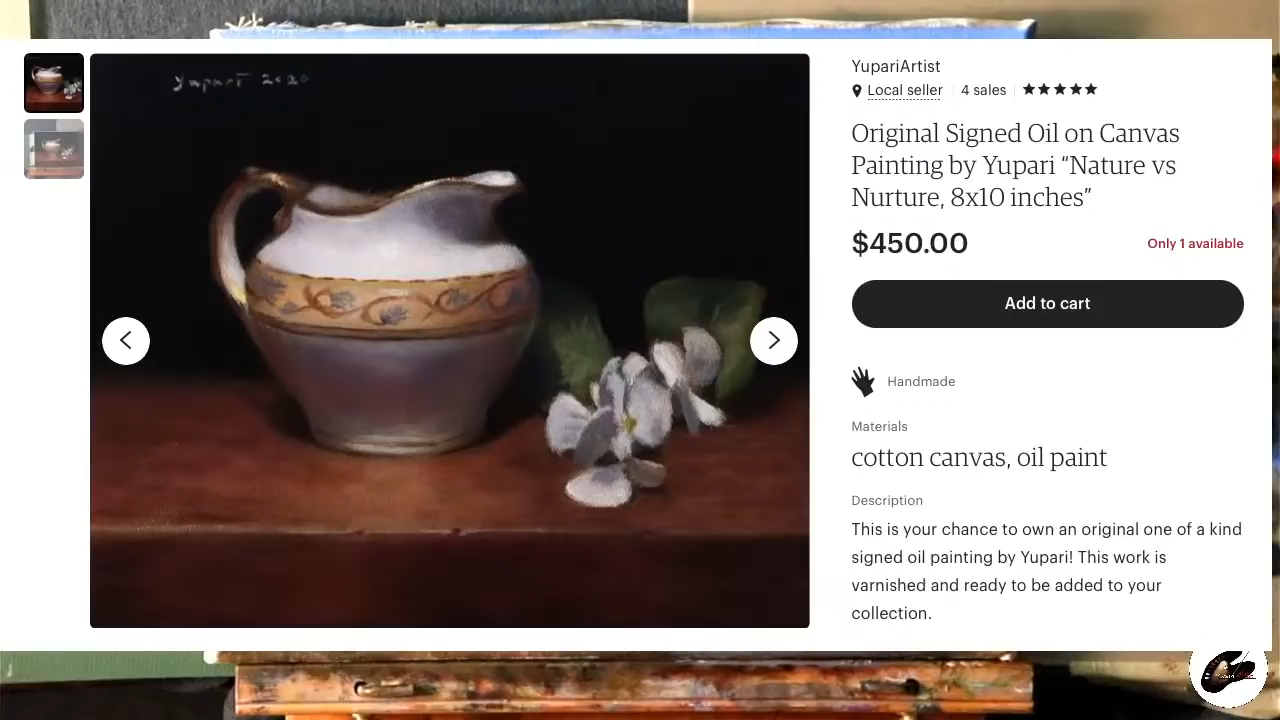 Yupari 2020
YupariArtist
Local seller
4 sales
Original Signed Oil on Canvas
Painting by Yupari “Nature vs
Nurture, 8x10 inches”
$450.00
Only 1 available
Add to cart
Handmade
Materials
cotton canvas, oil paint
Description
This is your chance to own an original one of a kind
signed oil painting by Yupari! This work is
varnished and ready to be added to your
collection.